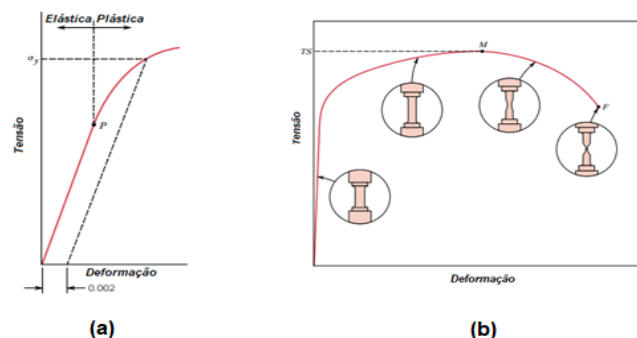 Elástica Plástica
σy
P
Tensão
Deformação
0.002
(a)
TS
M
F
Tensão
Deformação
(b)